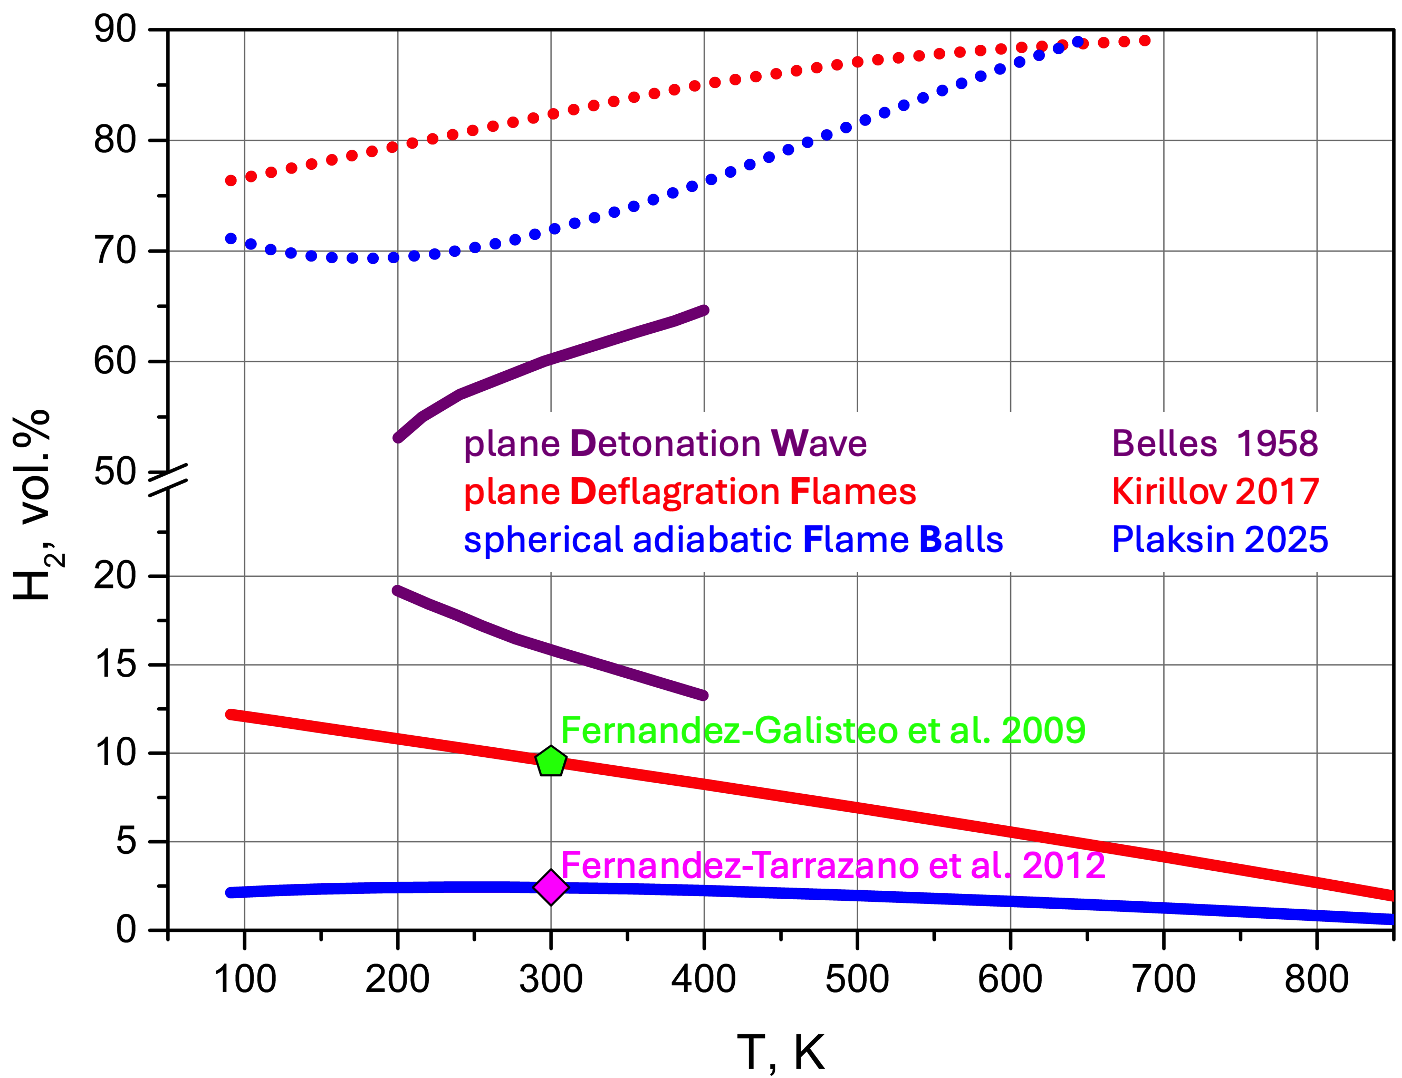 90
80
70
60
50
20
15
10
5
0
H2, vol.%
plane Detonation Wave Belles 1958
plane Deflagration Flames Kirillov 2017
spherical adiabatic Flame Balls Plaksin 2025
Fernandez-Galisteo et al. 2009
Fernandez-Tarrazano et al. 2012
100 200 300 400 500 600 700 800
T, K